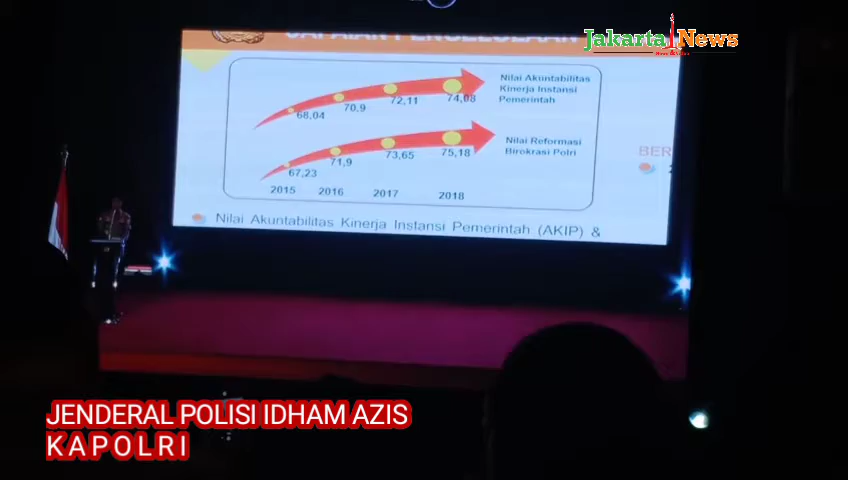 Jakarta News
68,04
70,9
72,11
74,08
Nilai Akuntabilitas
Kinerja Instansi
Pemerintah
67,23
71,9
73,65
75,18
Nilai Reformasi
Birokrasi Polri
2015 2016 2017 2018
BER
Nilai Akuntabilitas Kinerja Instansi Pemerintah (AKIP) &
JENDERAL POLISI IDHAM AZIS
KAPOLRI